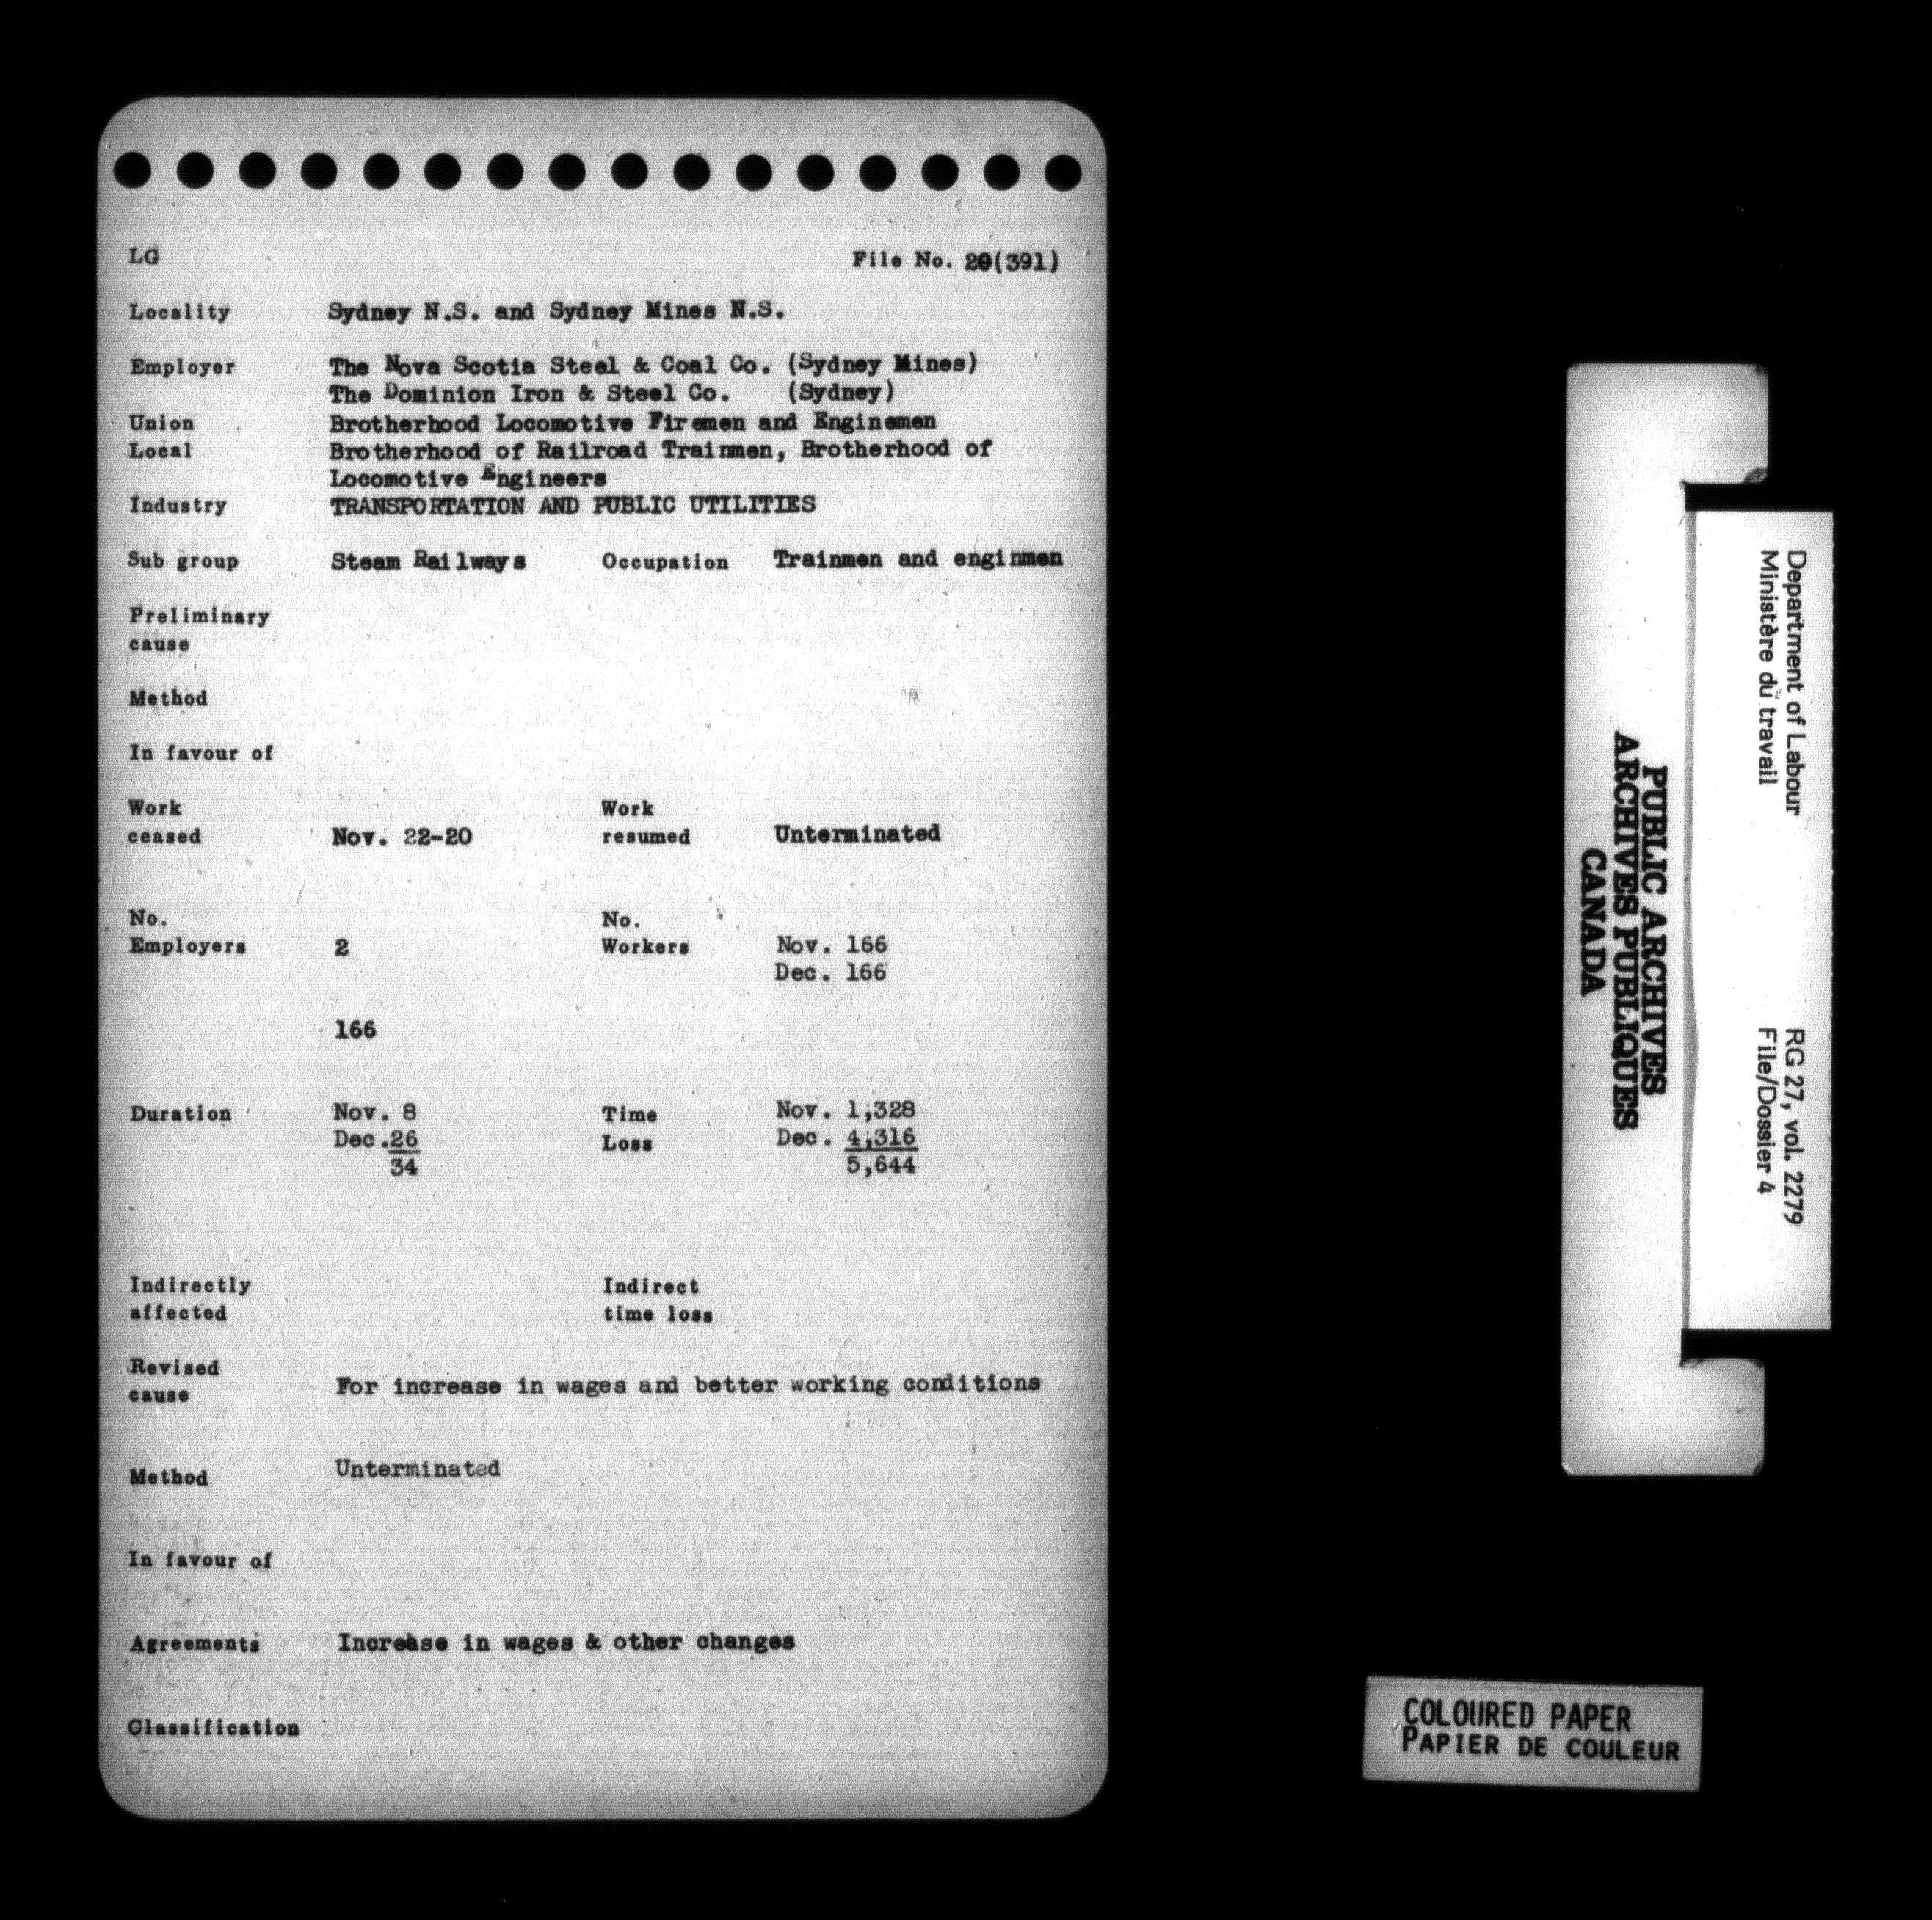 LG File No. 20(391)
Locality Sydney N.S. and Sydney Mines N.S.
Employer The Nova Scotia Steel & Coal Co. (Sydney Mines)
The Dominion Iron & Steel Co. (Sydney)
Union Brotherhood Locomotive Firemen and Enginemen
Local Brotherhood of Railroad Trainmen, Brotherhood of
Locomotive Engineers
Industry TRANSPORTATION AND PUBLIC UTILITIES
Sub group Steam Railways Occupation Trainmen and enginmen
Preliminary
cause
Method
In favour of
Work Work
ceased Nov. 22-20 resumed Unterminated
No. No.
Employers 2 Workers Nov. 166
Dec. 166
166
Duration Nov. 8 Time Nov. 1,328
Dec. 26 Loss Dec. 4,316
34 5,644
Indirectly Indirect
affected time loss
Revised
cause For increase in wages and better working conditions
Method Unterminated
In favour of
Agreements Increase in wages & other changes
Classification
Department of Labour RG 27, vol. 2279
Ministère du travail File/Dossier 4
PUBLIC ARCHIVES
ARCHIVES PUBLIQUES
CANADA
COLOURED PAPER
PAPIER DE COULEUR